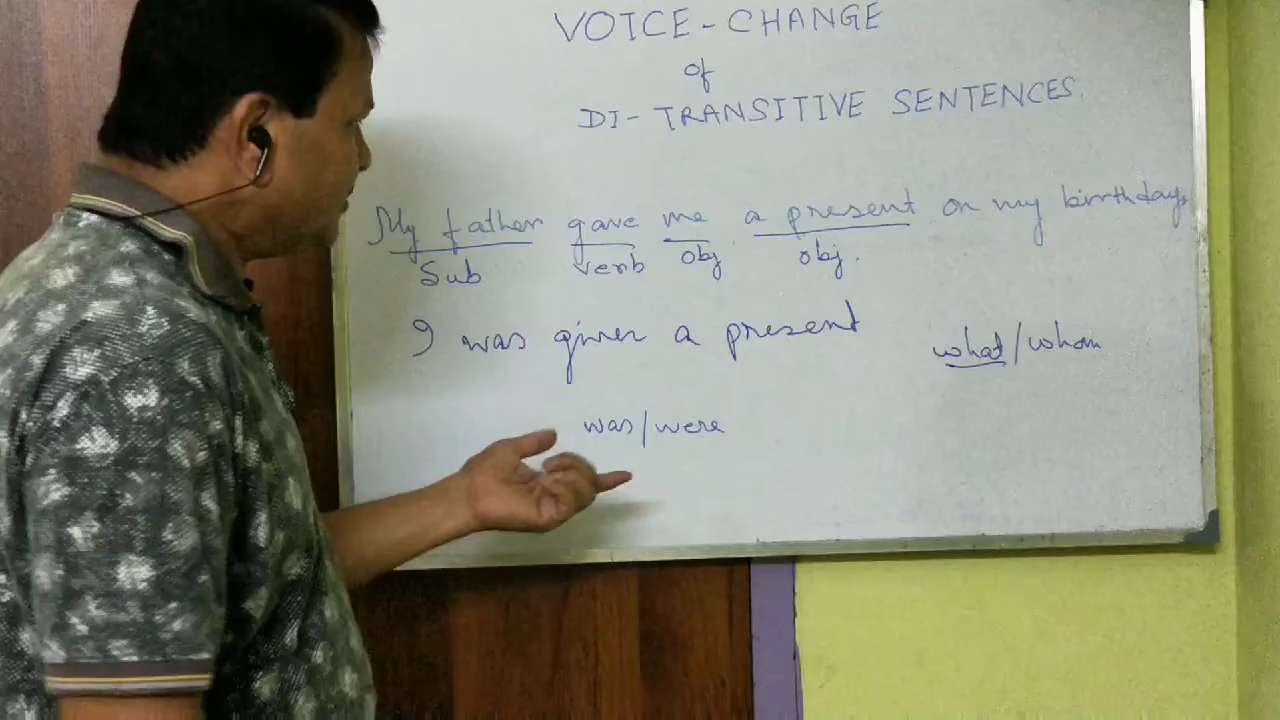 VOICE-CHANGE
of
DI-TRANSITIVE SENTENCES.
My father gave me a present on my birthday.
Sub verb obj obj.
I was given a present
what/whom
was/were